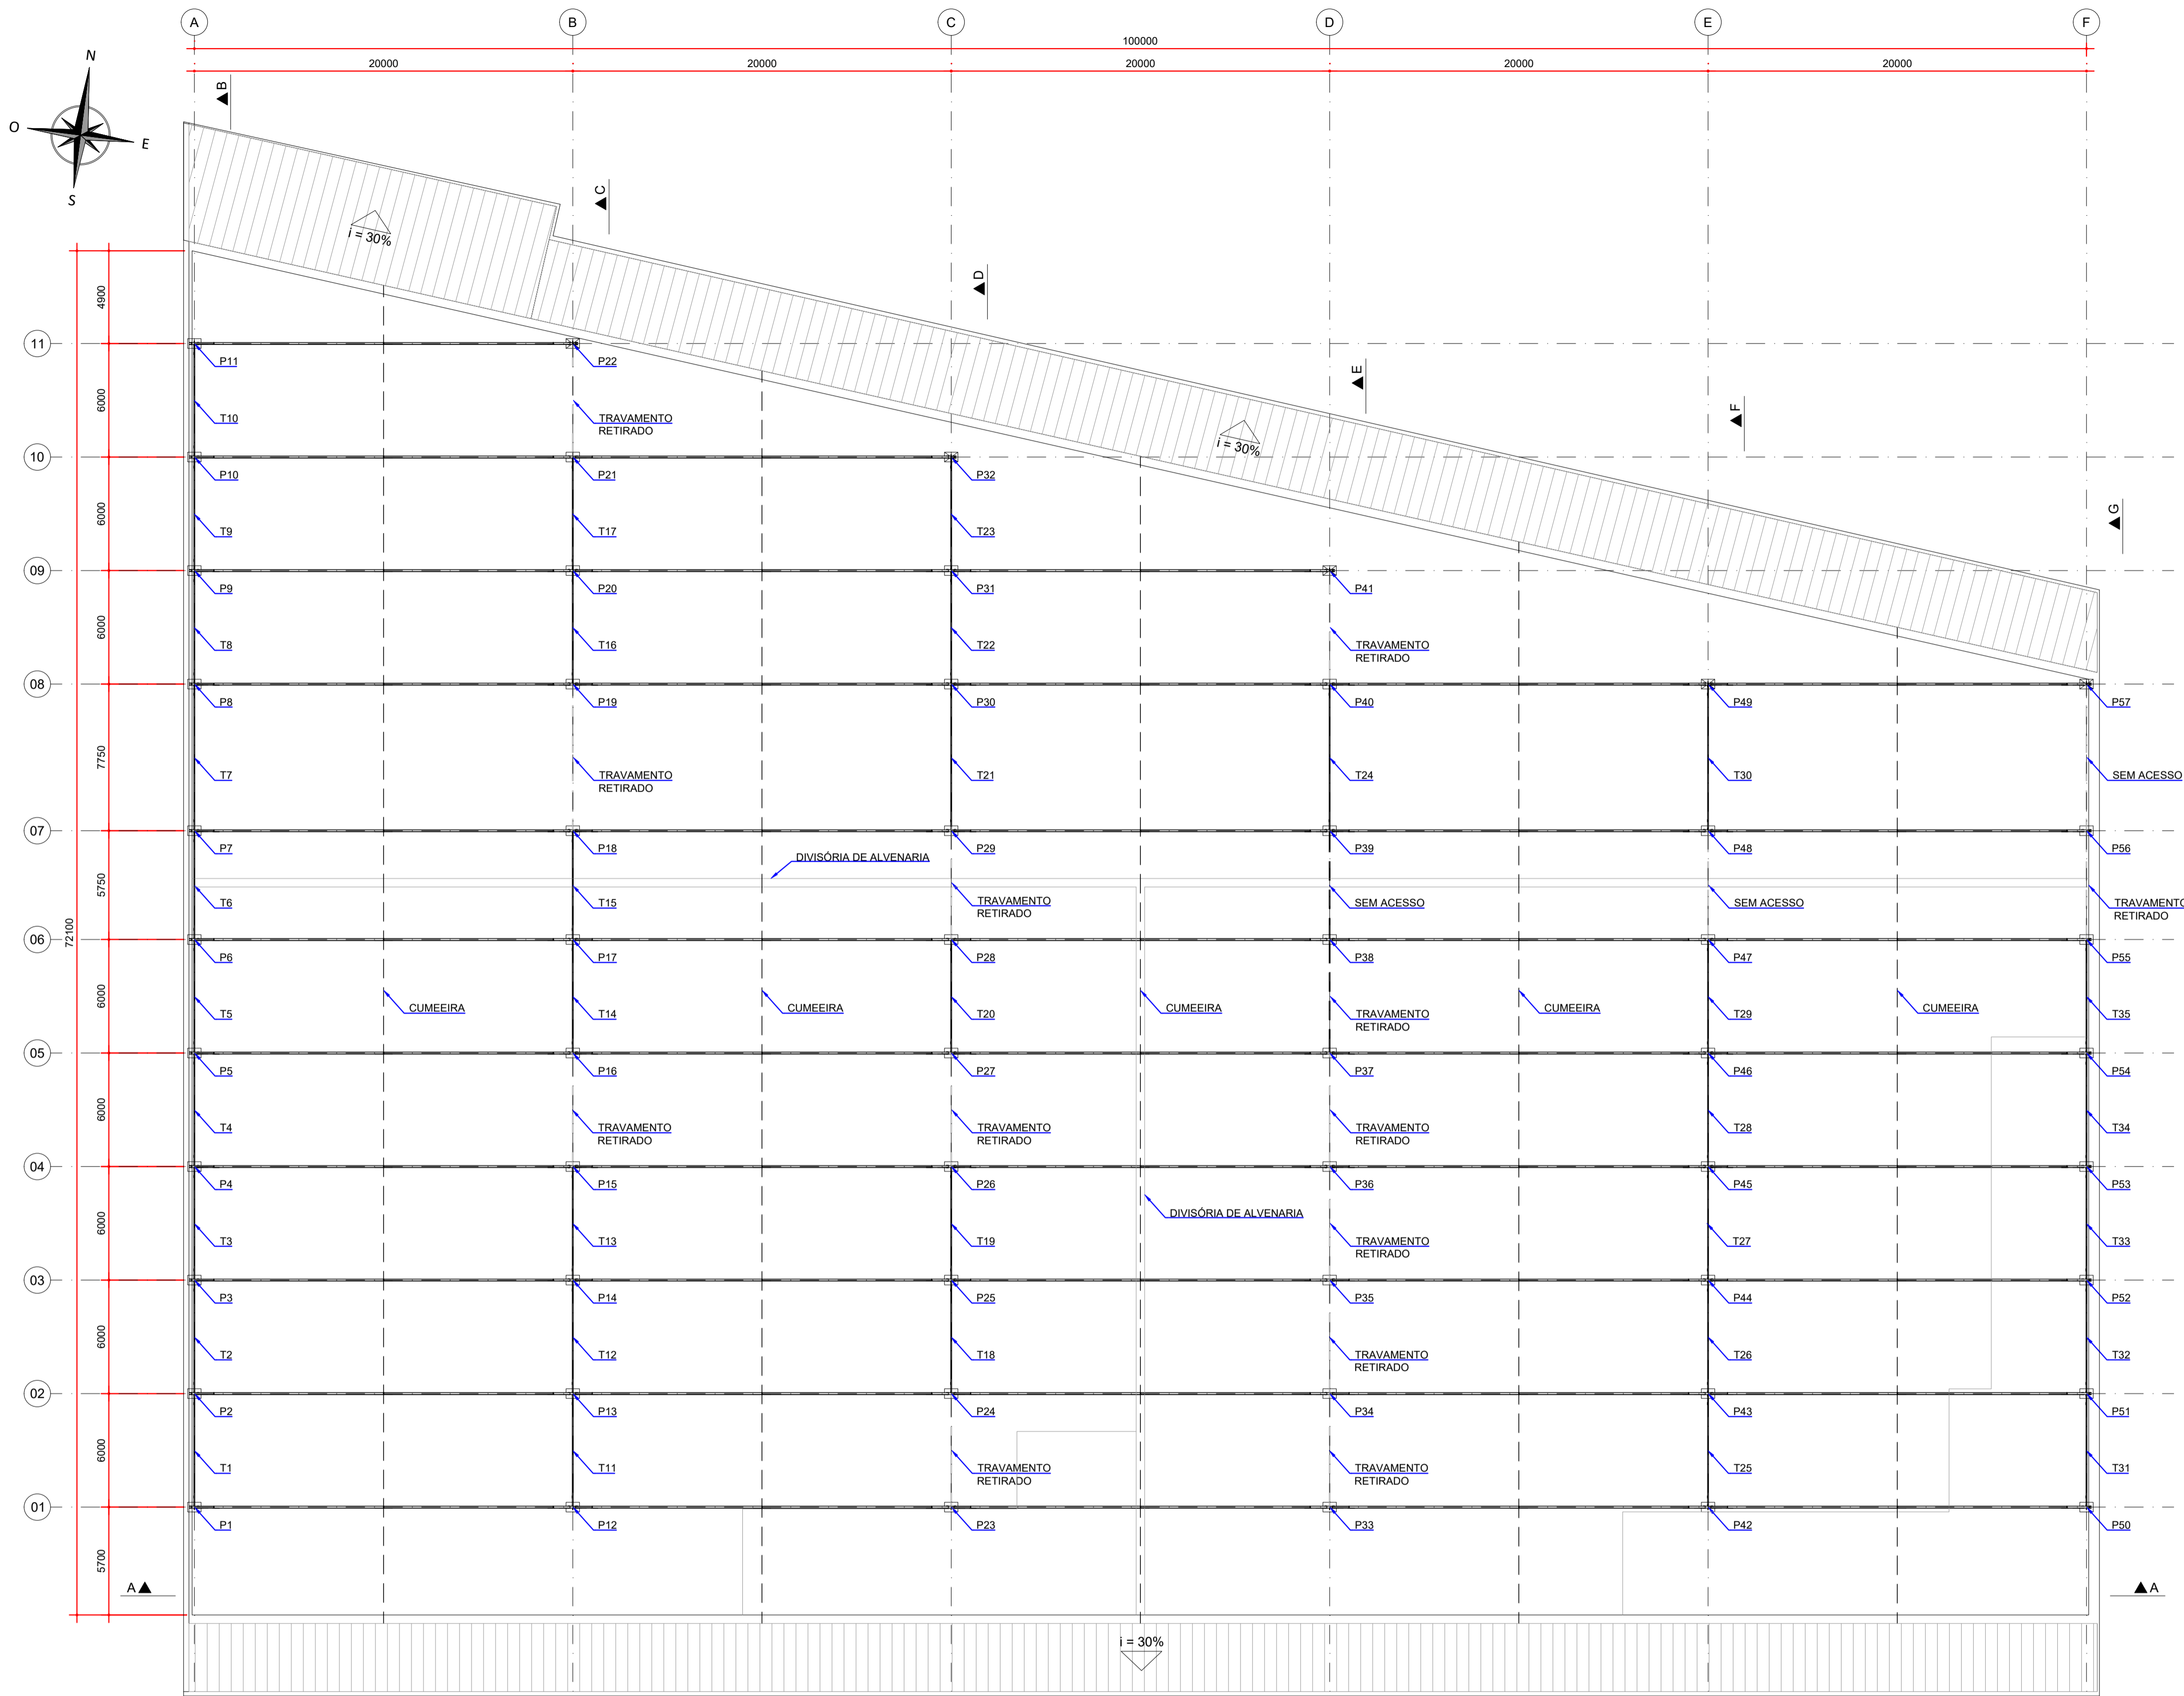 A
B
C
D
E
F
100000
20000
20000
20000
20000
20000
N
O
E
S
B
C
D
E
F
G
i = 30%
i = 30%
4900
11
P11
P22
6000
T10
TRAVAMENTO
RETIRADO
10
P10
P21
P32
6000
T9
T17
T23
09
P9
P20
P31
P41
6000
T8
T16
T22
TRAVAMENTO
RETIRADO
08
P8
P19
P30
P40
P49
P57
7750
T7
TRAVAMENTO
RETIRADO
T21
T24
T30
SEM ACESSO
07
P7
P18
P29
P39
P48
P56
DIVISÓRIA DE ALVENARIA
5750
T6
T15
TRAVAMENTO
RETIRADO
SEM ACESSO
SEM ACESSO
TRAVAMENTO
RETIRADO
72100
06
P6
P17
P28
P38
P47
P55
6000
T5
CUMEEIRA
T14
CUMEEIRA
T20
CUMEEIRA
TRAVAMENTO
RETIRADO
CUMEEIRA
T29
CUMEEIRA
T35
05
P5
P16
P27
P37
P46
P54
6000
T4
TRAVAMENTO
RETIRADO
TRAVAMENTO
RETIRADO
TRAVAMENTO
RETIRADO
T28
T34
04
P4
P15
P26
P36
P45
P53
DIVISÓRIA DE ALVENARIA
6000
T3
T13
T19
TRAVAMENTO
RETIRADO
T27
T33
03
P3
P14
P25
P35
P44
P52
6000
T2
T12
T18
TRAVAMENTO
RETIRADO
T26
T32
02
P2
P13
P24
P34
P43
P51
6000
T1
T11
TRAVAMENTO
RETIRADO
TRAVAMENTO
RETIRADO
T25
T31
01
P1
P12
P23
P33
P42
P50
5700
A
A
i = 30%